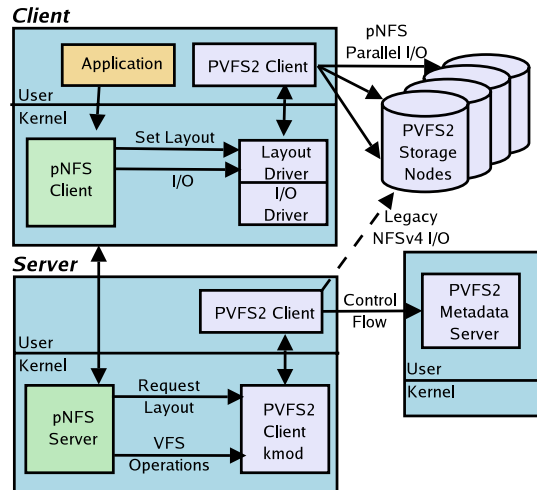 Client
Application
PVFS2 Client
pNFS
Parallel I/O
User
Kernel
pNFS
Client
Set Layout
I/O
Layout
Driver
I/O
Driver
PVFS2
Storage
Nodes
Legacy
NFSv4 I/O
Server
PVFS2 Client
Control
Flow
PVFS2
Metadata
Server
User
Kernel
User
Kernel
pNFS
Server
Request
Layout
VFS
Operations
PVFS2
Client
kmod